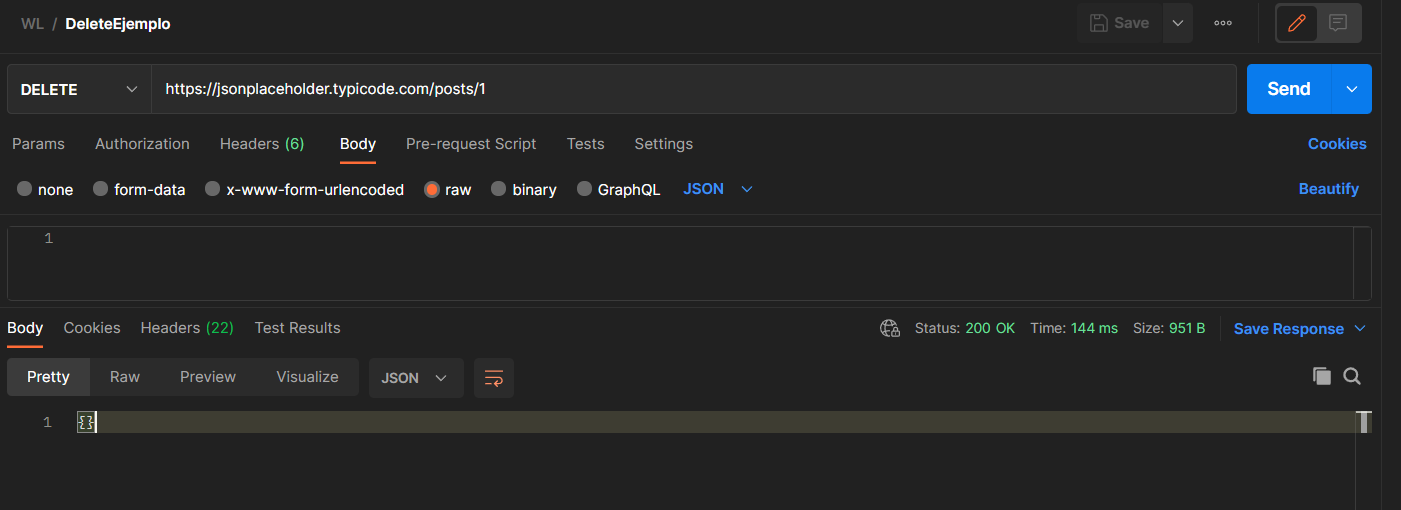 WL / DeleteEjemplo Save
DELETE https://jsonplaceholder.typicode.com/posts/1 Send
Params Authorization Headers (6) Body Pre-request Script Tests Settings Cookies
none form-data x-www-form-urlencoded raw binary GraphQL JSON Beautify
1
Body Cookies Headers (22) Test Results Status: 200 OK Time: 144 ms Size: 951 B Save Response
Pretty Raw Preview Visualize JSON
1 {}